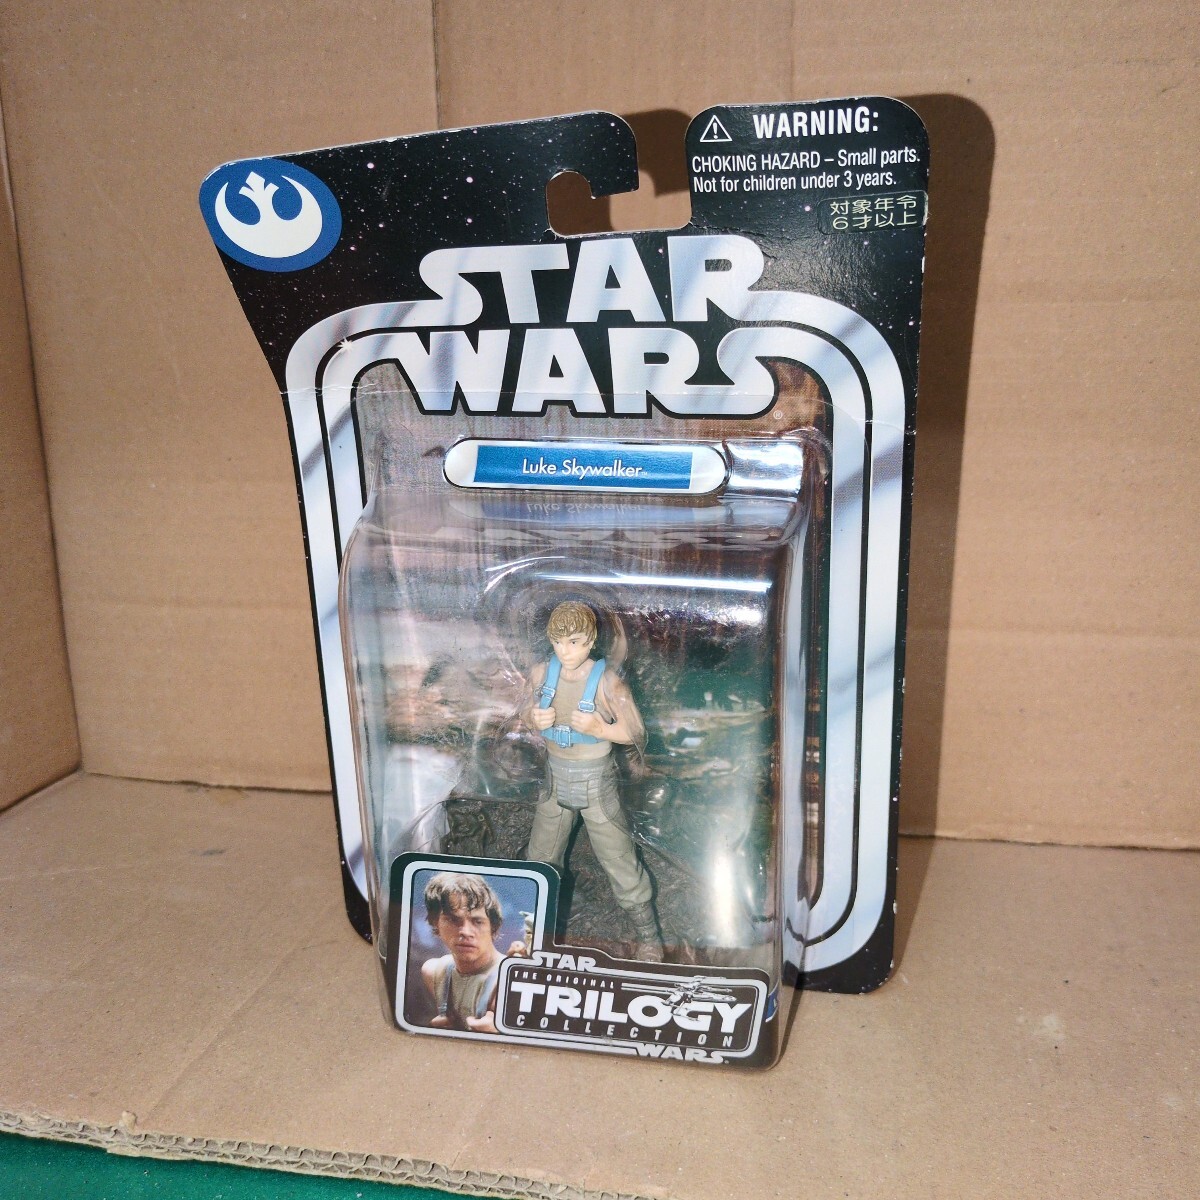 WARNING:
CHOKING HAZARD – Small parts.
Not for children under 3 years.
対象年令
6才以上
STAR
WARS®
Luke Skywalker
STAR
THE ORIGINAL
TRILOGY
COLLECTION
WARS